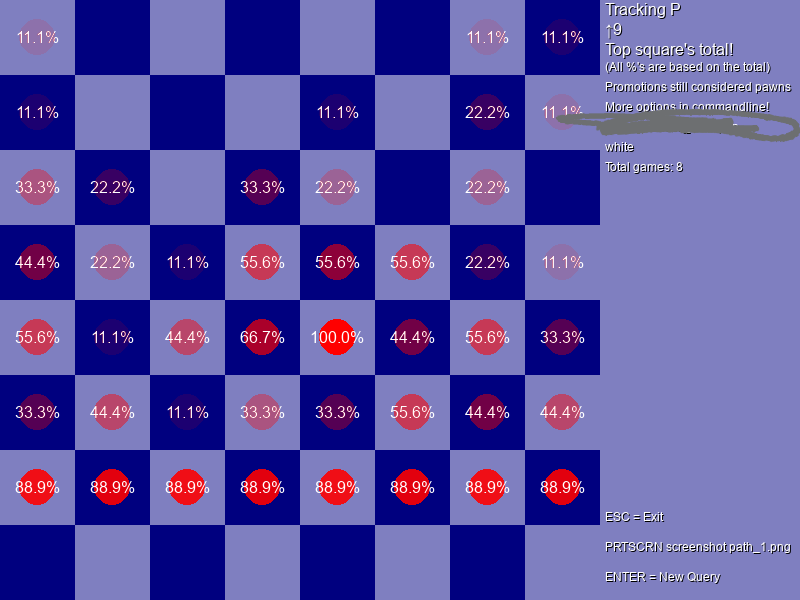 Tracking P
↑9
Top square's total!
(All %'s are based on the total)
Promotions still considered pawns
More options in commandline!
white
Total games: 8
11.1% 11.1% 11.1%
11.1% 11.1% 22.2% 11.1%
33.3% 22.2% 33.3% 22.2% 22.2%
44.4% 22.2% 11.1% 55.6% 55.6% 55.6% 22.2% 11.1%
55.6% 11.1% 44.4% 66.7% 100.0% 44.4% 55.6% 33.3%
33.3% 44.4% 11.1% 33.3% 33.3% 55.6% 44.4% 44.4%
88.9% 88.9% 88.9% 88.9% 88.9% 88.9% 88.9% 88.9%
ESC = Exit
PRTSCRN screenshot path_1.png
ENTER = New Query